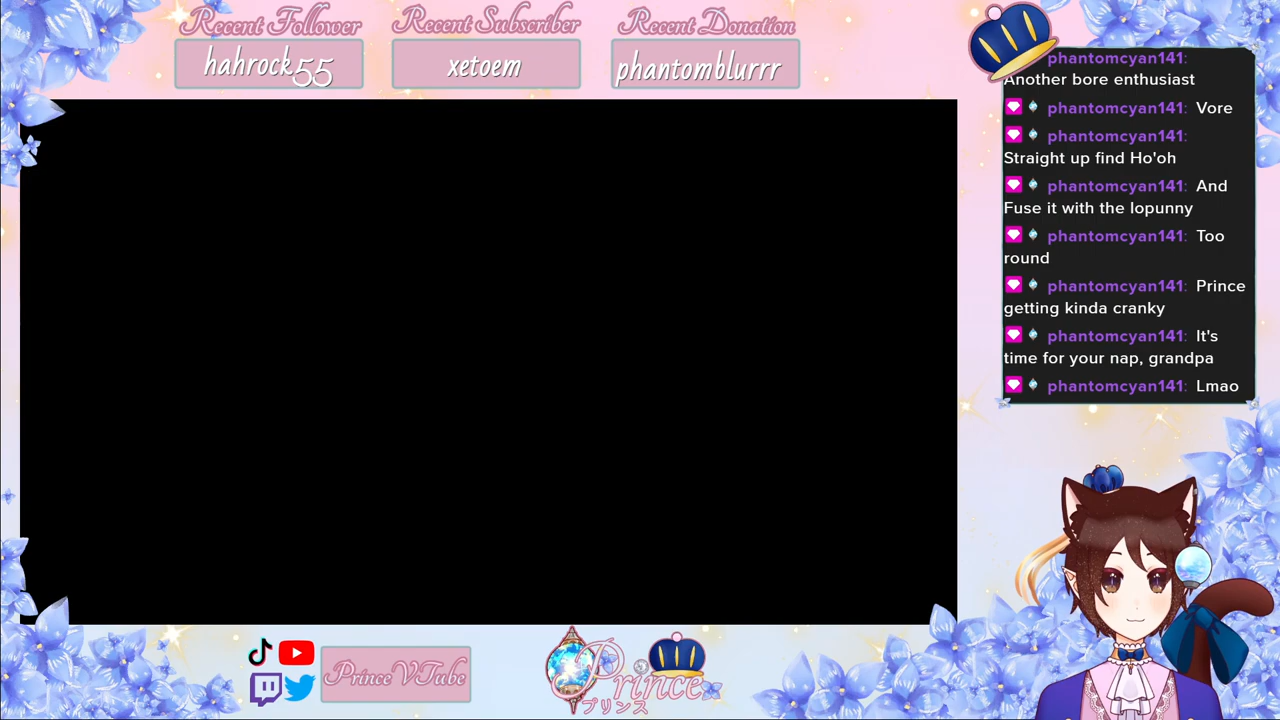 Recent Follower
Recent Subscriber
Recent Donation
hahrock55
xetoem
phantomblurrr
phantomcyan141:
Another bore enthusiast
phantomcyan141: Vore
phantomcyan141:
Straight up find Ho'oh
phantomcyan141: And
Fuse it with the lopunny
phantomcyan141: Too
round
phantomcyan141: Prince
getting kinda cranky
phantomcyan141: It's
time for your nap, grandpa
phantomcyan141: Lmao
Prince VTube
Prince
プリンス